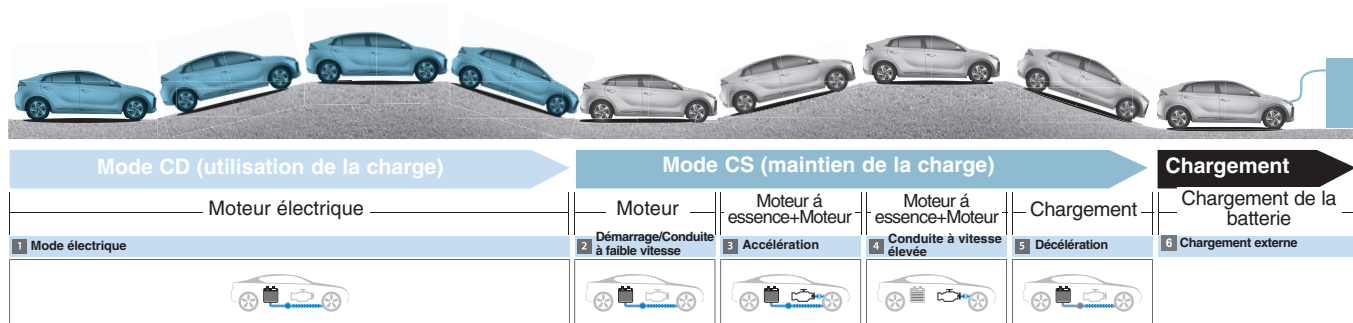 Mode CD (utilisation de la charge)
Mode CS (maintien de la charge)
Chargement
Moteur électrique
Moteur
Moteur á
essence+Moteur
Moteur á
essence+Moteur
Chargement
Chargement de la
batterie
1 Mode électrique
2 Démarrage/Conduite
à faible vitesse
3 Accélération
4 Conduite à vitesse
élevée
5 Décélération
6 Chargement externe